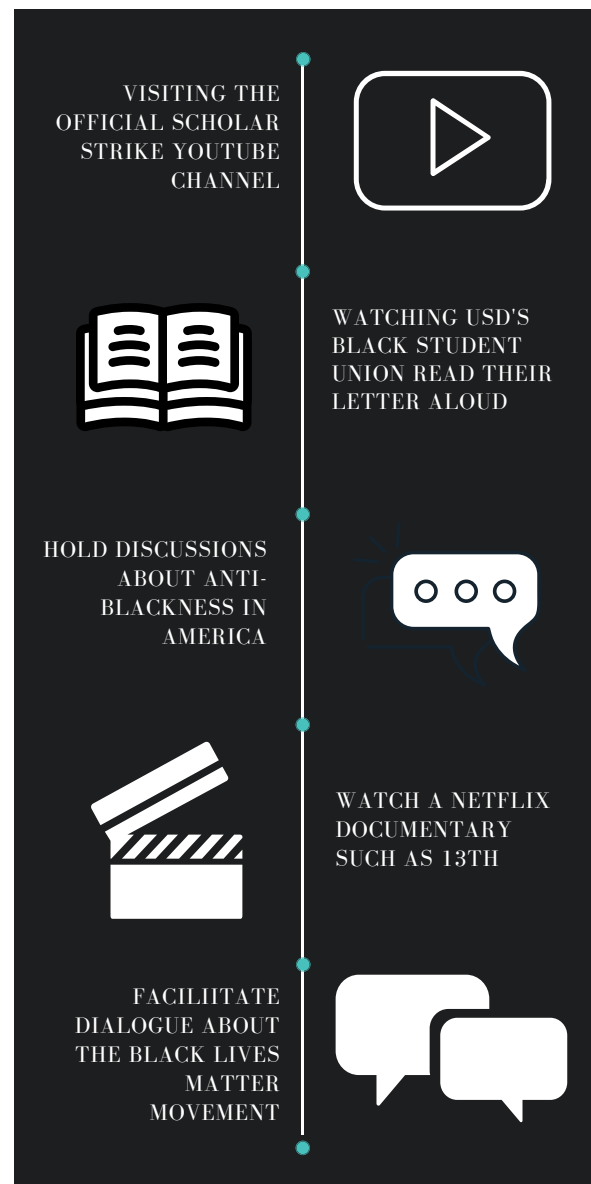 VISITING THE
OFFICIAL SCHOLAR
STRIKE YOUTUBE
CHANNEL
WATCHING USD'S
BLACK STUDENT
UNION READ THEIR
LETTER ALOUD
HOLD DISCUSSIONS
ABOUT ANTI-
BLACKNESS IN
AMERICA
WATCH A NETFLIX
DOCUMENTARY
SUCH AS 13TH
FACILIITATE
DIALOGUE ABOUT
THE BLACK LIVES
MATTER
MOVEMENT